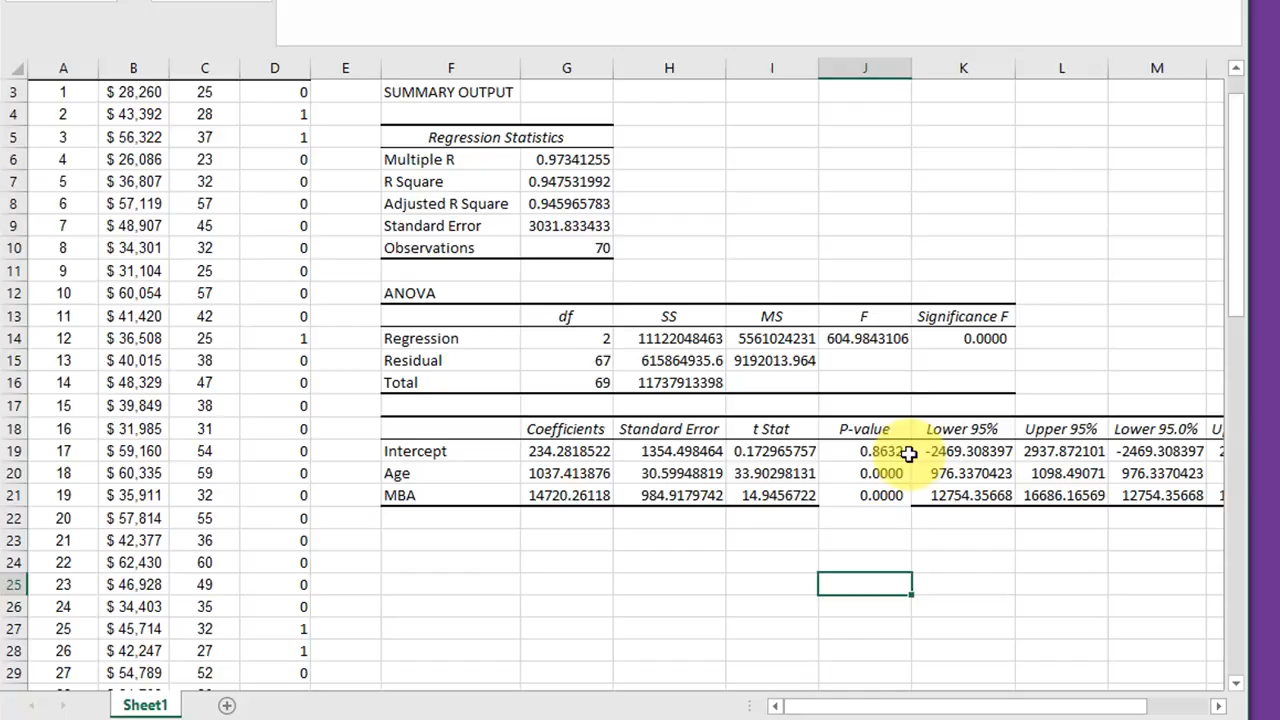 A B C D E F G H I J K L M
3 1 $ 28,260 25 0 SUMMARY OUTPUT
4 2 $ 43,392 28 1
5 3 $ 56,322 37 1 Regression Statistics
6 4 $ 26,086 23 0 Multiple R 0.97341255
7 5 $ 36,807 32 0 R Square 0.947531992
8 6 $ 57,119 57 0 Adjusted R Square 0.945965783
9 7 $ 48,907 45 0 Standard Error 3031.833433
10 8 $ 34,301 32 0 Observations 70
11 9 $ 31,104 25 0
12 10 $ 60,054 57 0 ANOVA
13 11 $ 41,420 42 0 df SS MS F Significance F
14 12 $ 36,508 25 1 Regression 2 11122048463 5561024231 604.9843106 0.0000
15 13 $ 40,015 38 0 Residual 67 615864935.6 9192013.964
16 14 $ 48,329 47 0 Total 69 11737913398
17 15 $ 39,849 38 0
18 16 $ 31,985 31 0 Coefficients Standard Error t Stat P-value Lower 95% Upper 95% Lower 95.0%
19 17 $ 59,160 54 0 Intercept 234.2818522 1354.498464 0.172965757 0.8632 -2469.308397 2937.872101 -2469.308397
20 18 $ 60,335 59 0 Age 1037.413876 30.59948819 33.90298131 0.0000 976.3370423 1098.49071 976.3370423
21 19 $ 35,911 32 0 MBA 14720.26118 984.9179742 14.9456722 0.0000 12754.35668 16686.16569 12754.35668
22 20 $ 57,814 55 0
23 21 $ 42,377 36 0
24 22 $ 62,430 60 0
25 23 $ 46,928 49 0
26 24 $ 34,403 35 0
27 25 $ 45,714 32 1
28 26 $ 42,247 27 1
29 27 $ 54,789 52 0
Sheet1